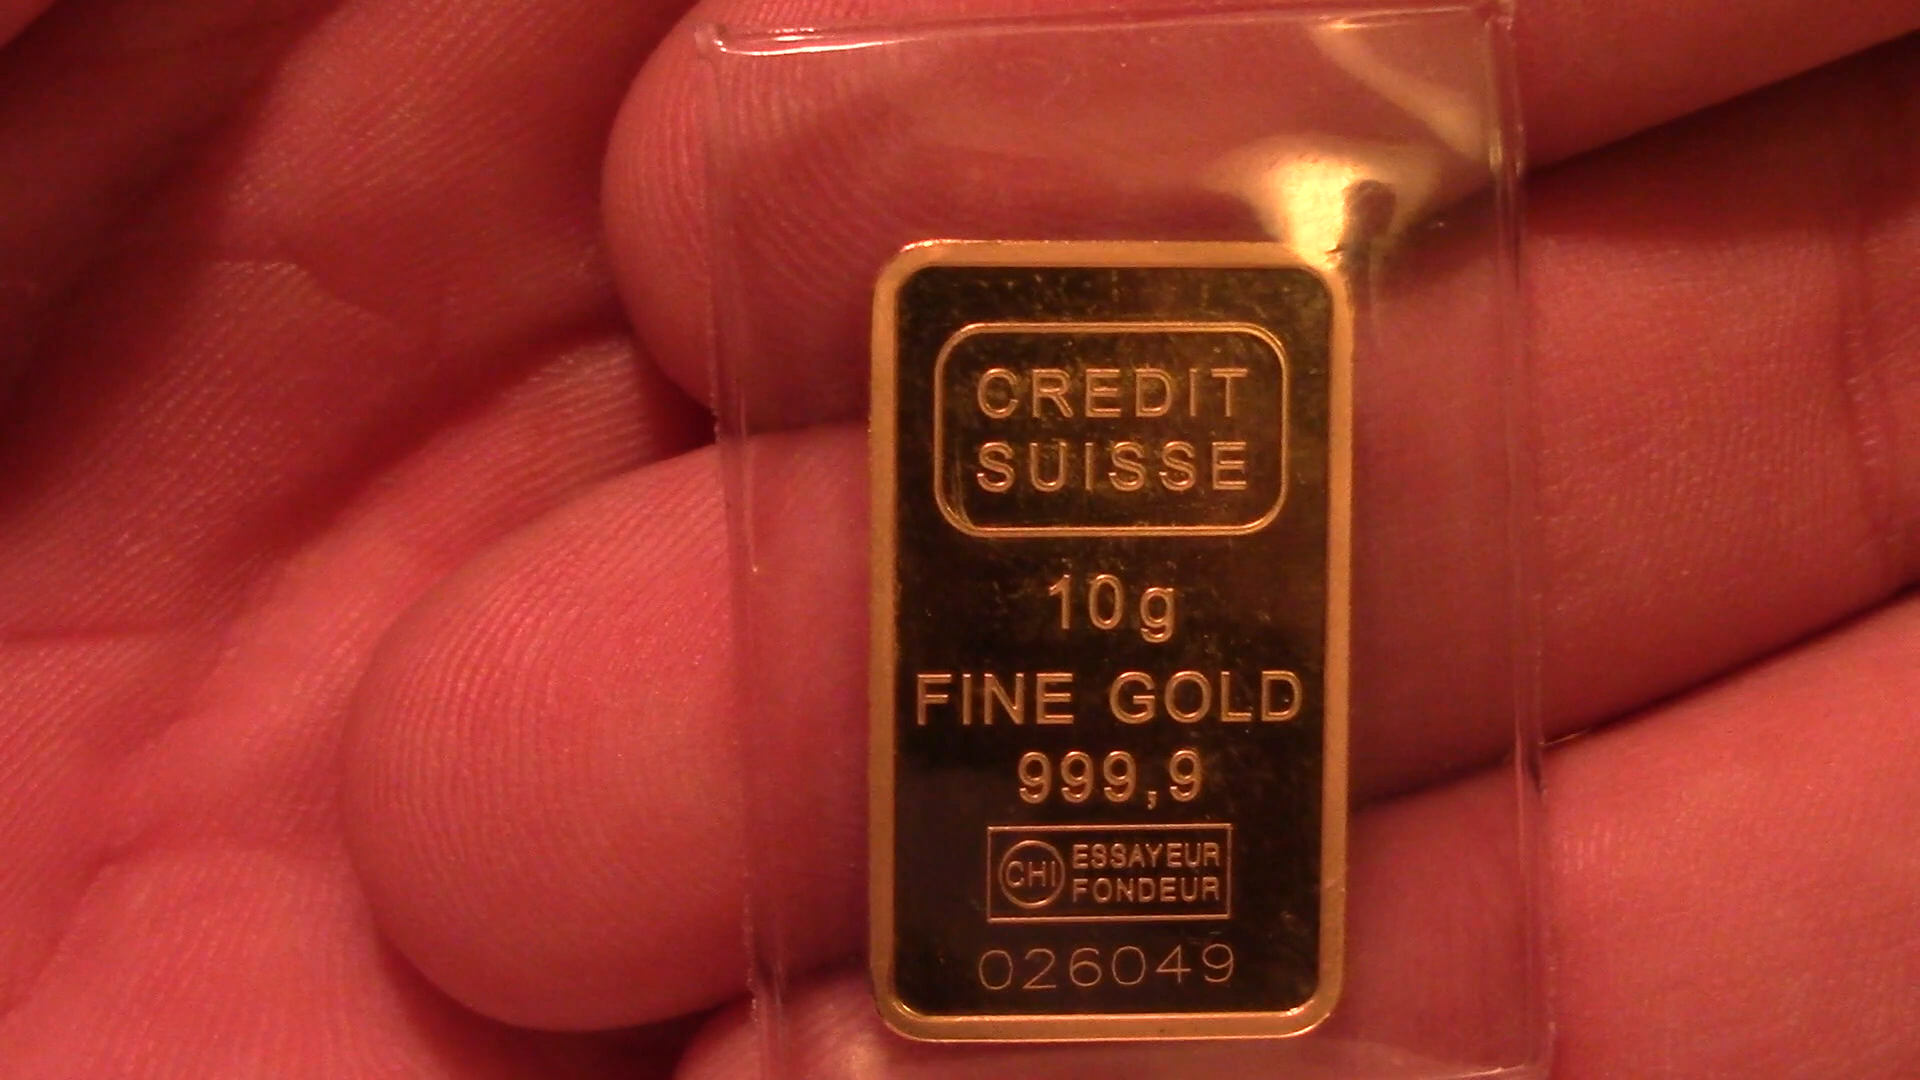 CREDIT
SUISSE
10g
FINE GOLD
999,9
CHI ESSAYEUR
FONDEUR
026049